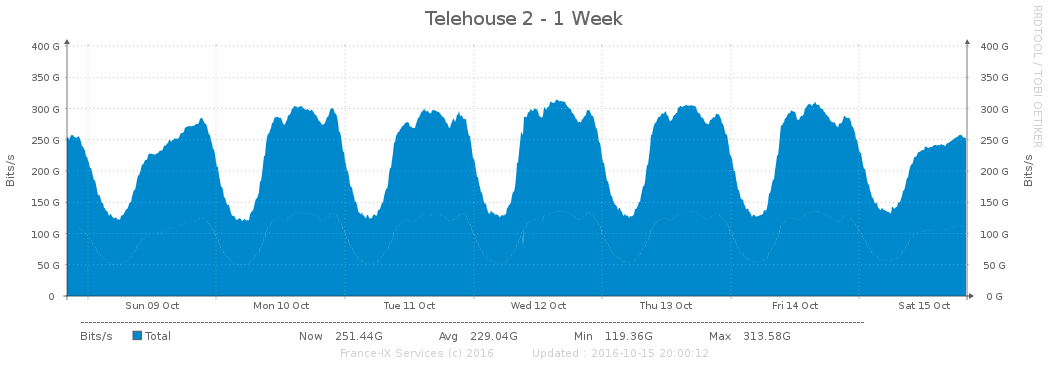 Telehouse 2 - 1 Week
RRDTOOL / TOBI OETIKER
Bits/s
Bits/s
400 G 400 G
350 G 350 G
300 G 300 G
250 G 250 G
200 G 200 G
150 G 150 G
100 G 100 G
50 G 50 G
0 0 G
Sun 09 Oct Mon 10 Oct Tue 11 Oct Wed 12 Oct Thu 13 Oct Fri 14 Oct Sat 15 Oct
Bits/s Total Now 251.44G Avg 229.04G Min 119.36G Max 313.58G
France-IX Services (c) 2016 Updated : 2016-10-15 20:00:12